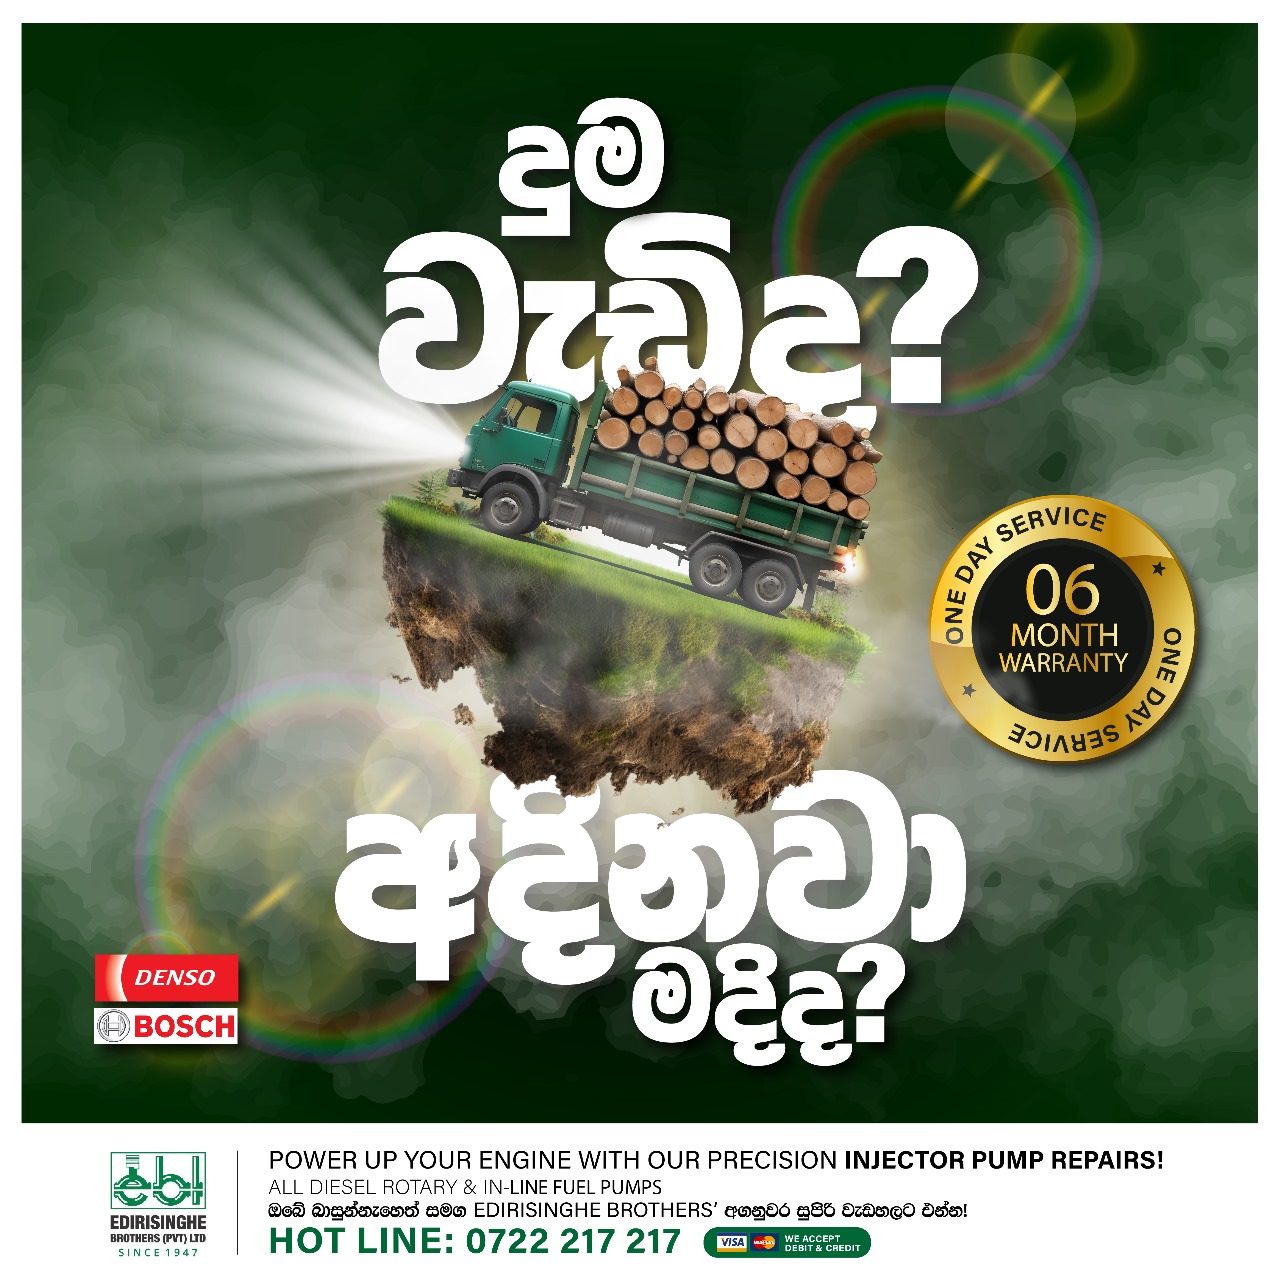 දුම
වැඩිද?
ONE DAY SERVICE
06
MONTH
WARRANTY
ONE DAY SERVICE
අදිනවා
මදිද?
DENSO
BOSCH
ebl
EDIRISINGHE
BROTHERS (PVT) LTD
SINCE 1947
POWER UP YOUR ENGINE WITH OUR PRECISION INJECTOR PUMP REPAIRS!
ALL DIESEL ROTARY & IN-LINE FUEL PUMPS
ඔබේ බාසුන්නැහෙත් සමග EDIRISINGHE BROTHERS’ අගනුවර සුපිරි වැඩහලට එන්න!
HOT LINE: 0722 217 217
VISA
MasterCard
WE ACCEPT
DEBIT & CREDIT